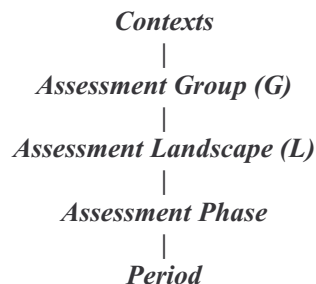 Contexts
Assessment Group (G)
Assessment Landscape (L)
Assessment Phase
Period